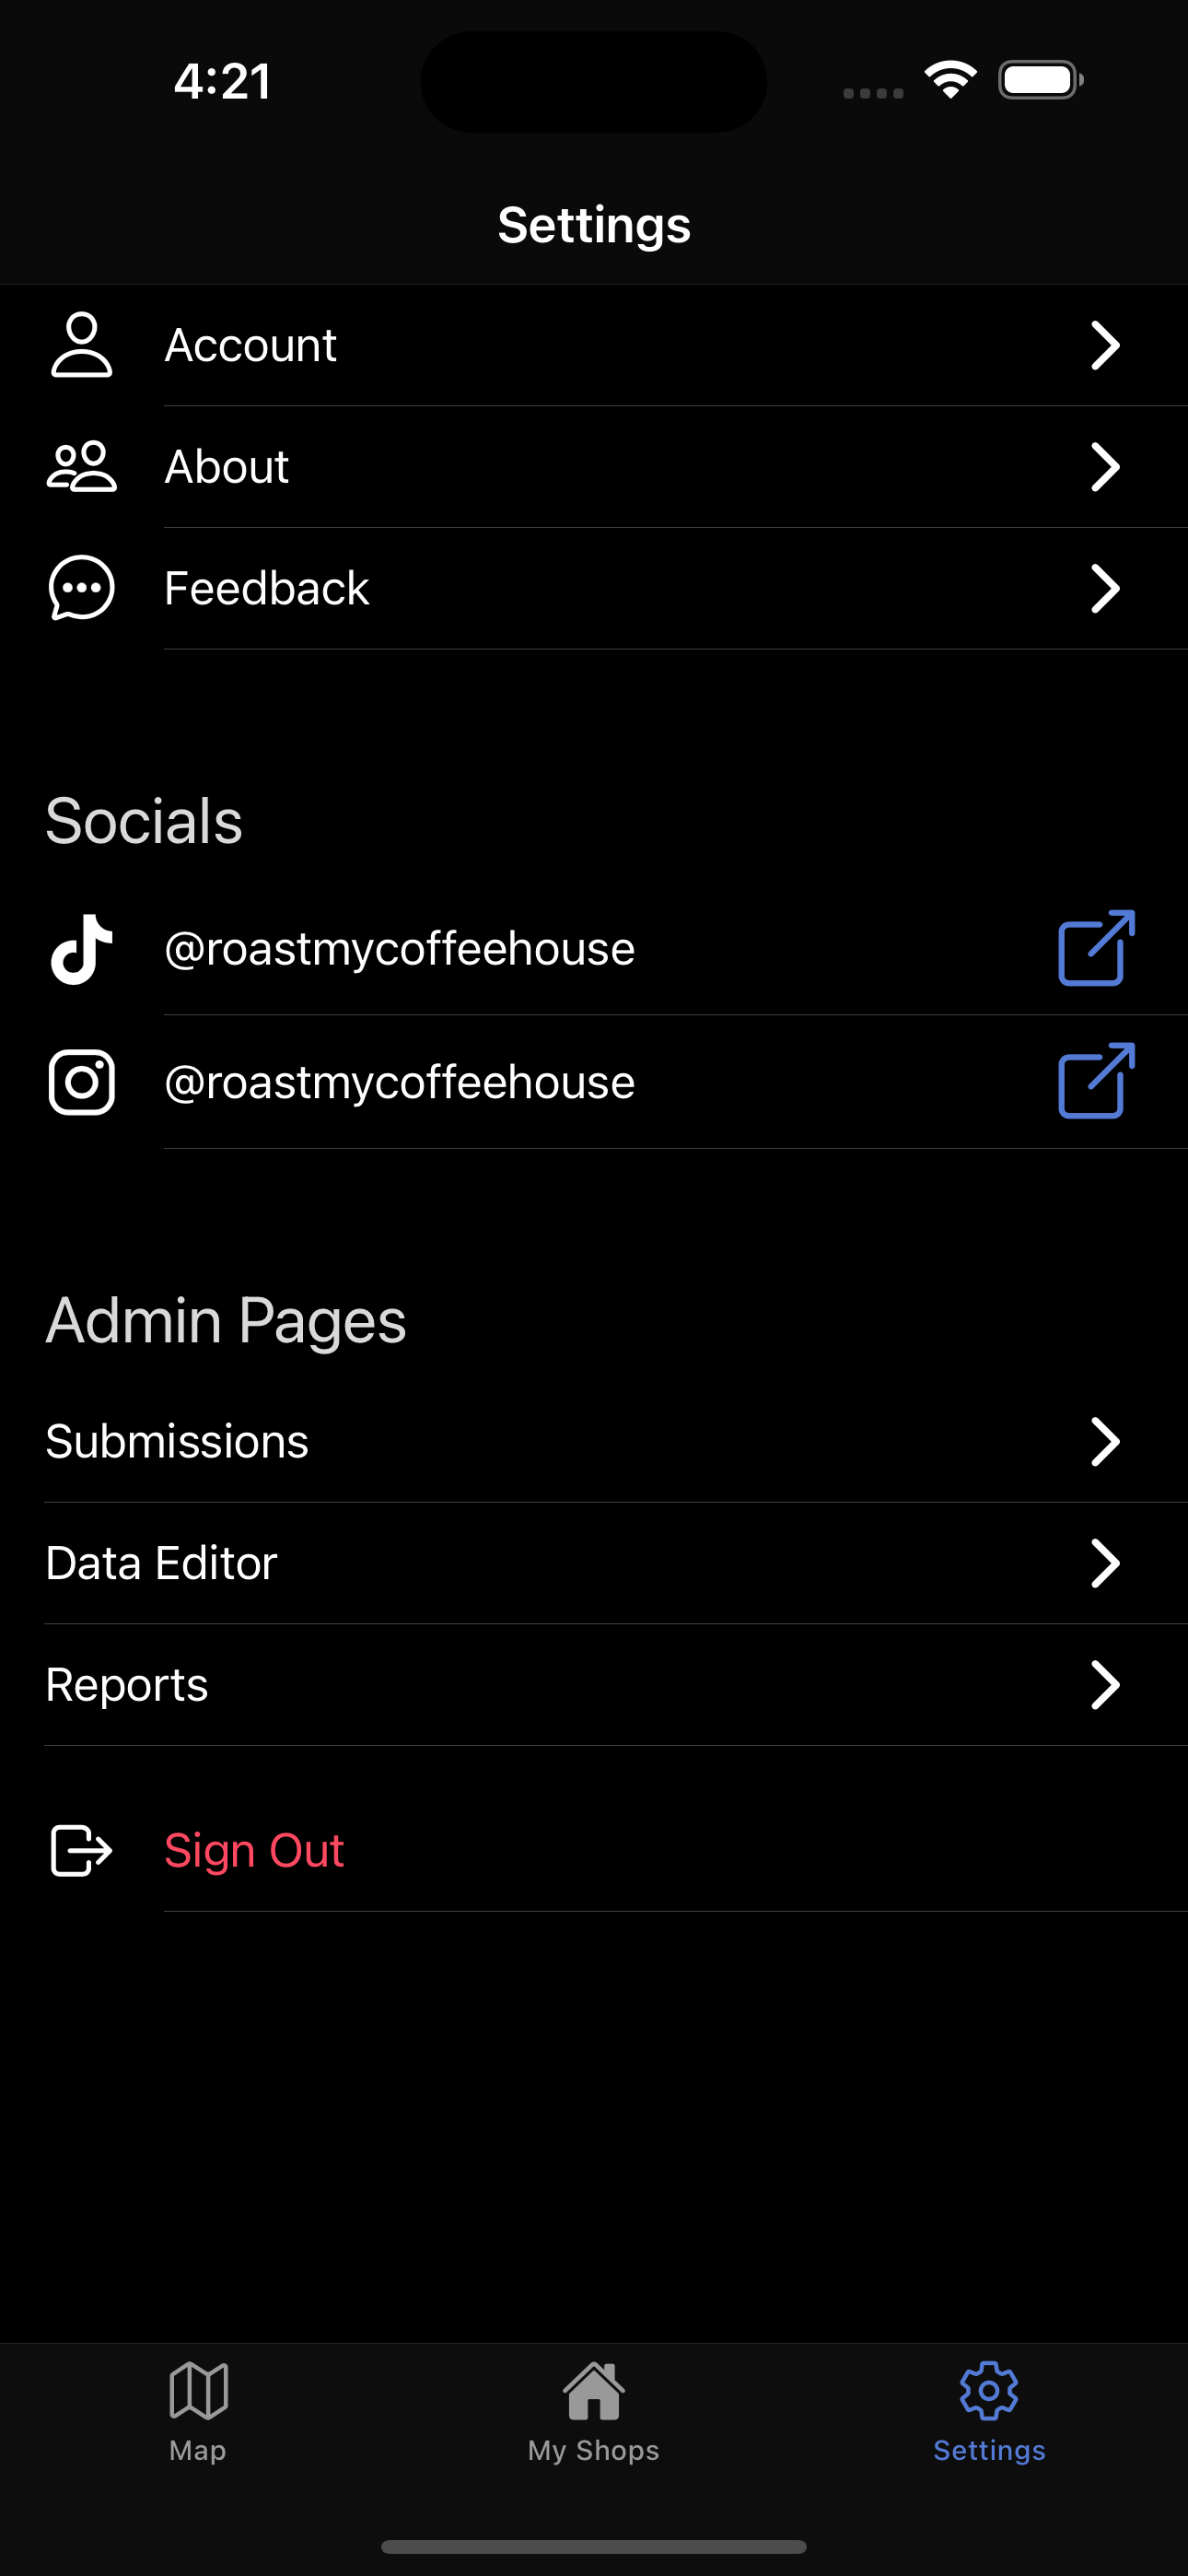 4:21
Settings
Account
About
Feedback
Socials
@roastmycoffeehouse
@roastmycoffeehouse
Admin Pages
Submissions
Data Editor
Reports
Sign Out
Map
My Shops
Settings